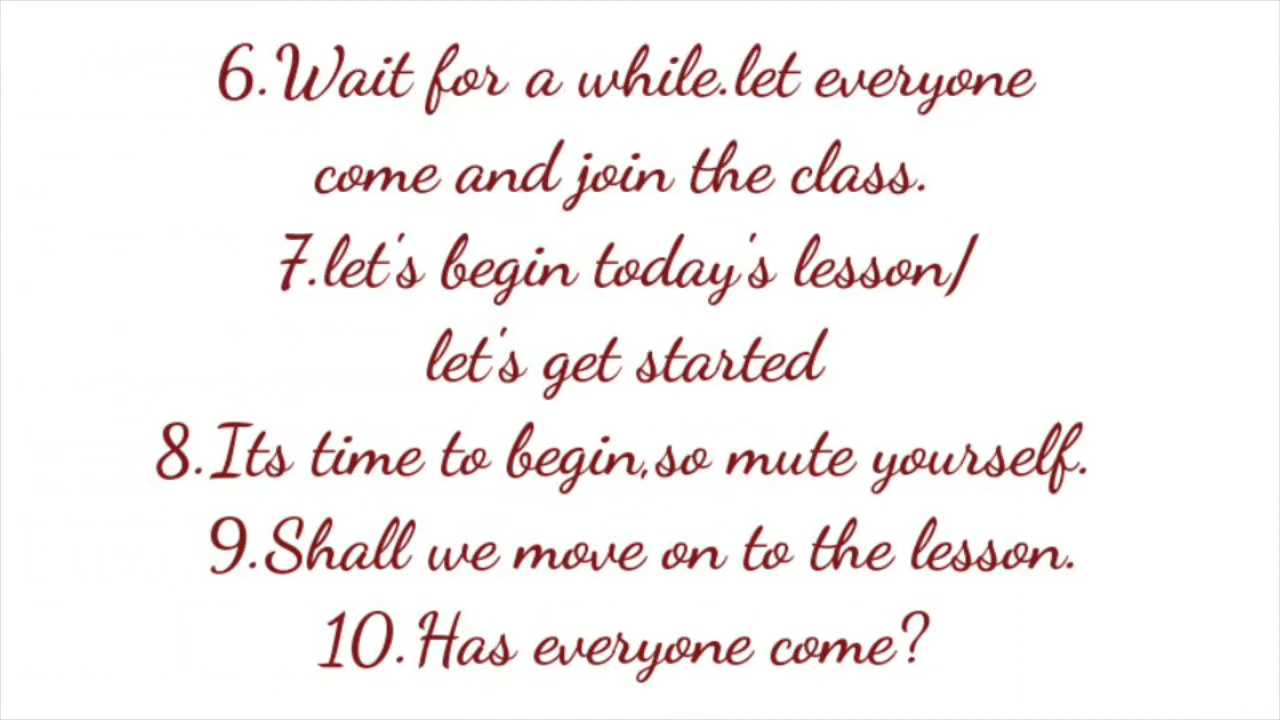 6.Wait for a while.let everyone
come and join the class.
7.let's begin today's lesson/
let's get started
8.Its time to begin,so mute yourself.
9.Shall we move on to the lesson.
10.Has everyone come?